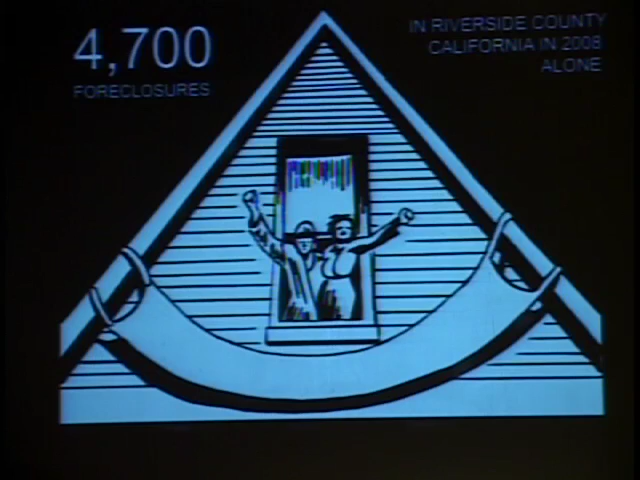 4,700
FORECLOSURES
IN RIVERSIDE COUNTY
CALIFORNIA IN 2008
ALONE